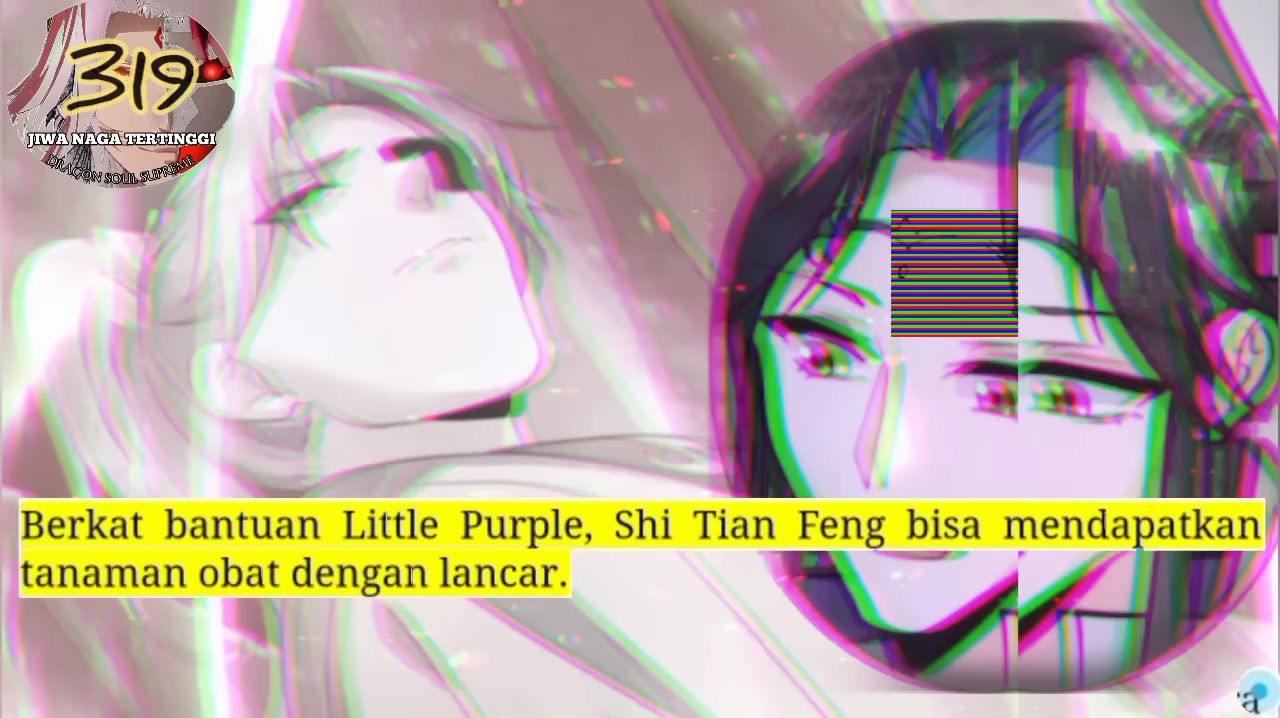 319
JIWA NAGA TERTINGGI
DRAGON SOUL SUPREME
Berkat bantuan Little Purple, Shi Tian Feng bisa mendapatkan
tanaman obat dengan lancar.